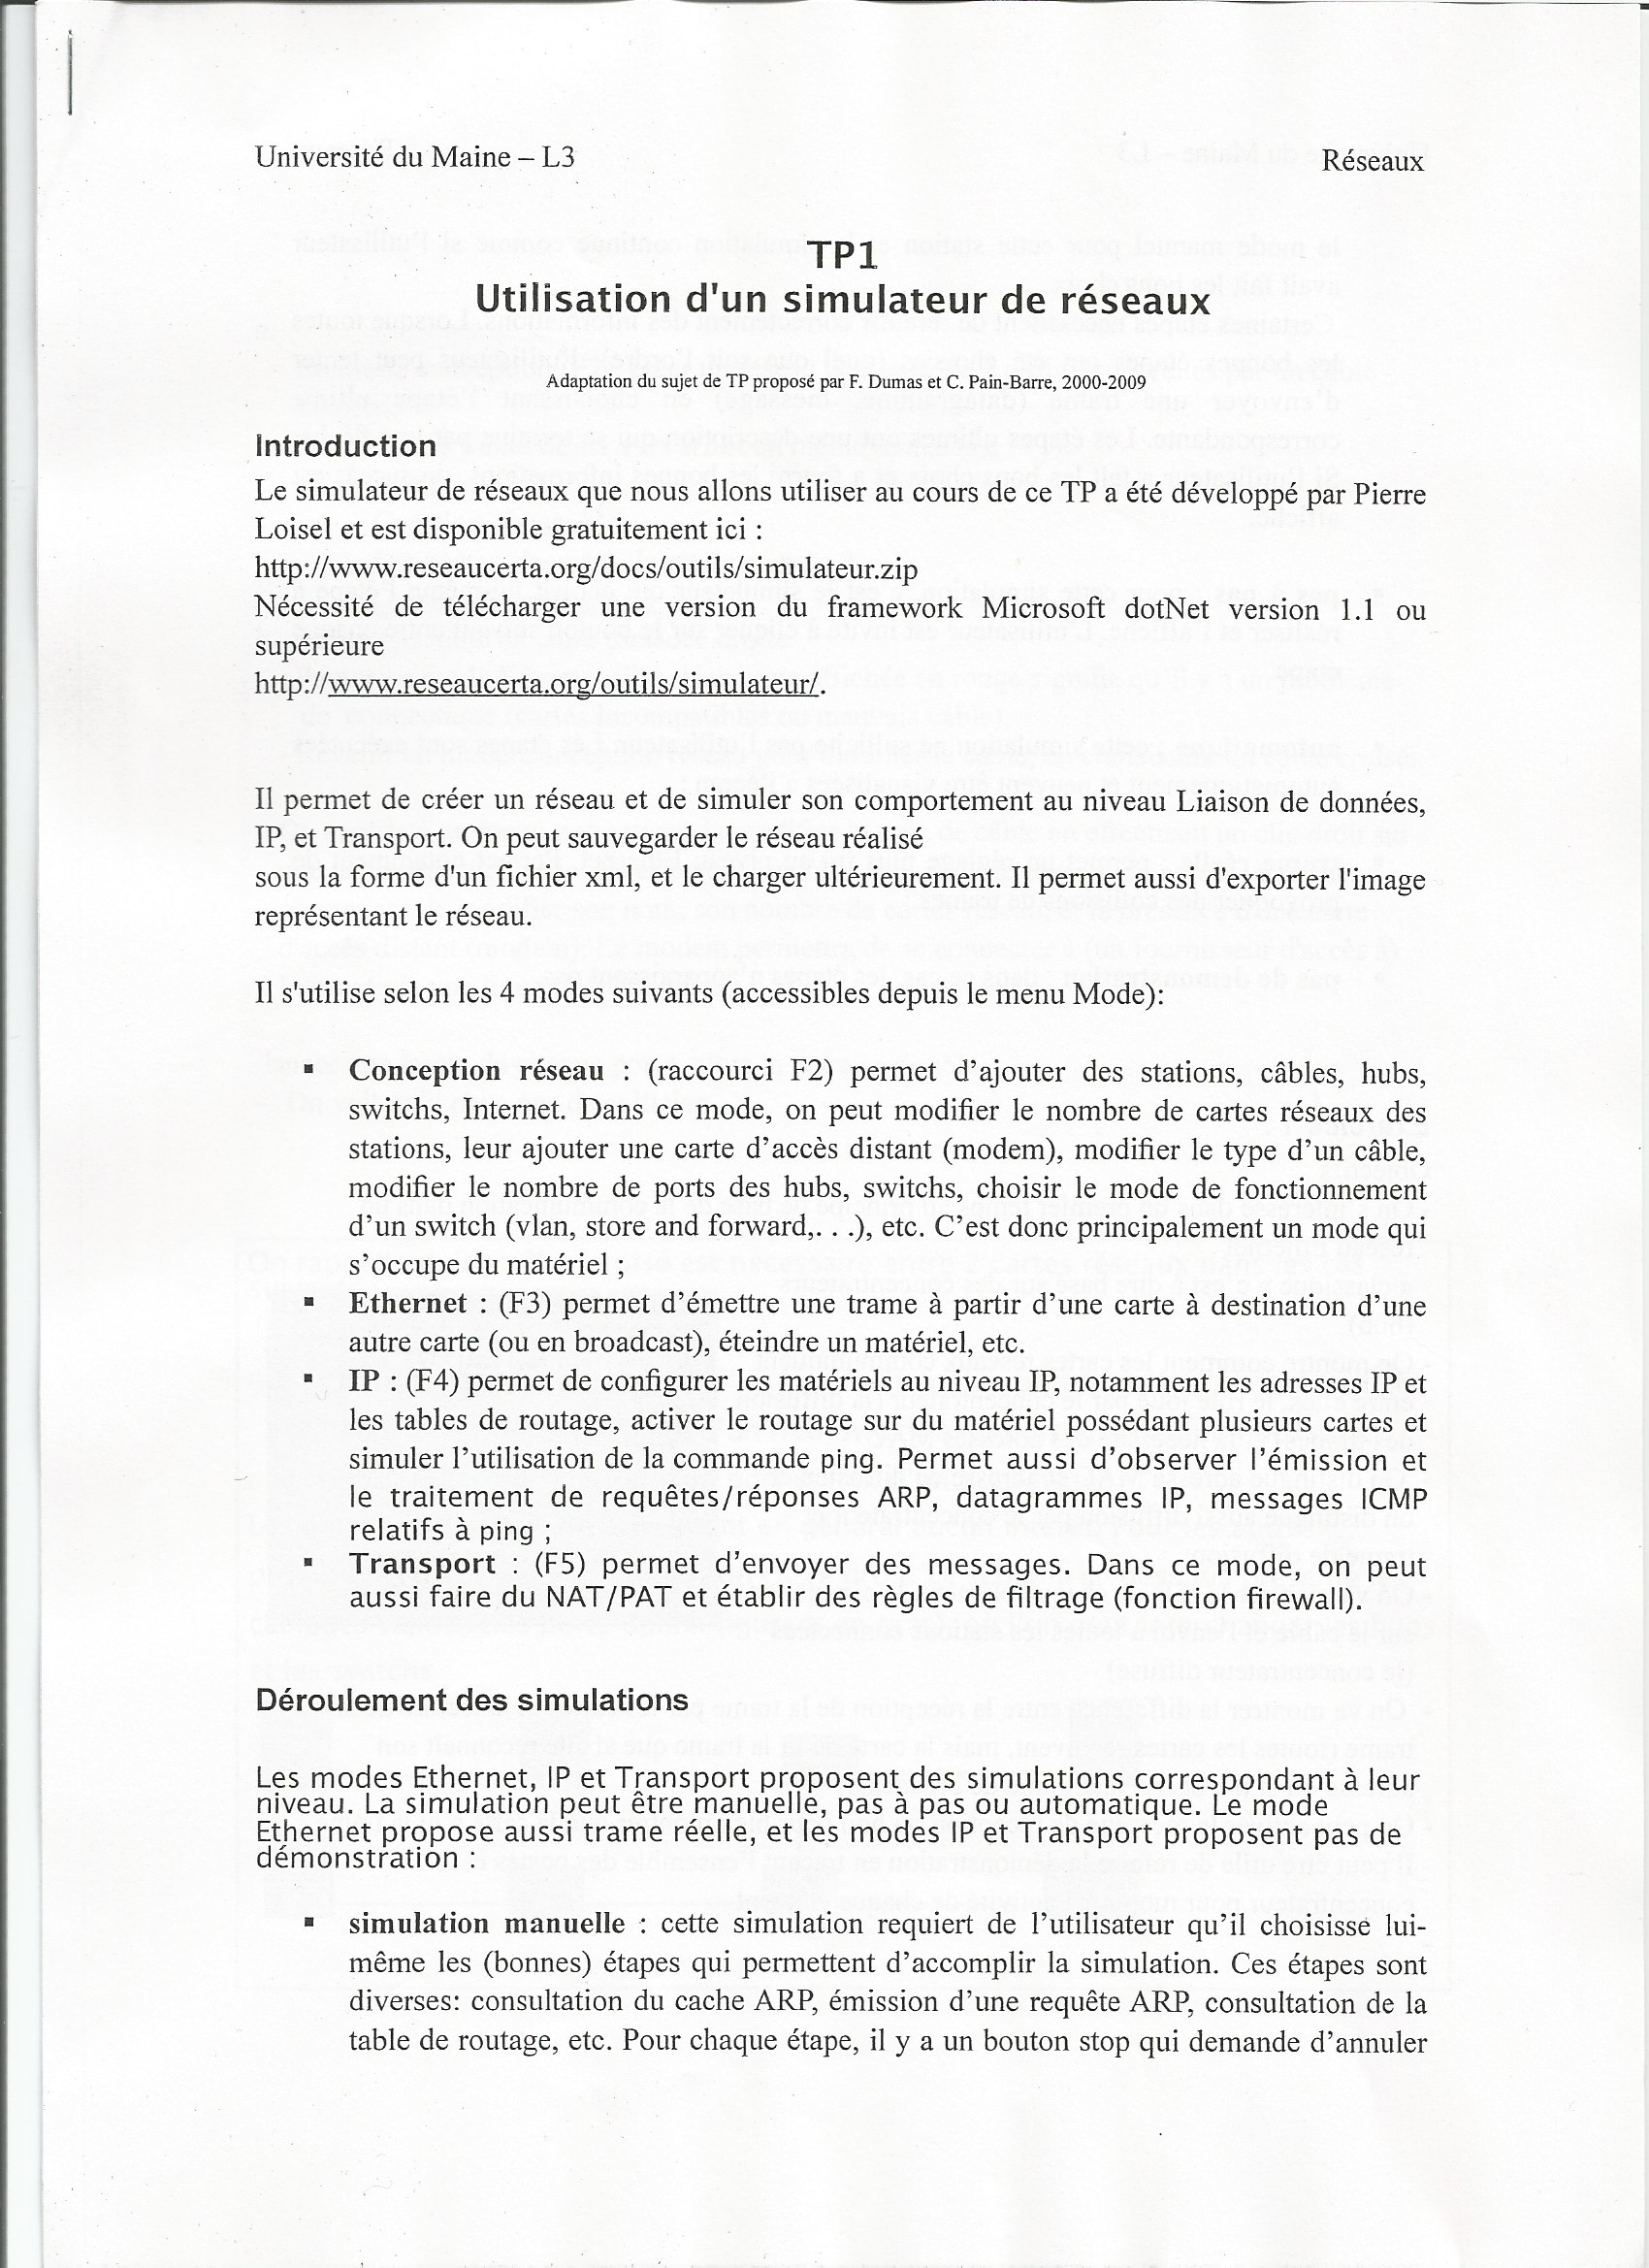 Université du Maine – L3
Réseaux
TP1
Utilisation d'un simulateur de réseaux
Adaptation du sujet de TP proposé par F. Dumas et C. Pain-Barre, 2000-2009
Introduction
Le simulateur de réseaux que nous allons utiliser au cours de ce TP a été développé par Pierre
Loisel et est disponible gratuitement ici :
http://www.reseaucerta.org/docs/outils/simulateur.zip
Nécessité de télécharger une version du framework Microsoft dotNet version 1.1 ou
supérieure
http://www.reseaucerta.org/outils/simulateur/.
Il permet de créer un réseau et de simuler son comportement au niveau Liaison de données,
IP, et Transport. On peut sauvegarder le réseau réalisé
sous la forme d'un fichier xml, et le charger ultérieurement. Il permet aussi d'exporter l'image
représentant le réseau.
Il s'utilise selon les 4 modes suivants (accessibles depuis le menu Mode):
▪ Conception réseau : (raccourci F2) permet d’ajouter des stations, câbles, hubs,
switchs, Internet. Dans ce mode, on peut modifier le nombre de cartes réseaux des
stations, leur ajouter une carte d’accès distant (modem), modifier le type d’un câble,
modifier le nombre de ports des hubs, switchs, choisir le mode de fonctionnement
d’un switch (vlan, store and forward,. . .), etc. C’est donc principalement un mode qui
s’occupe du matériel ;
▪ Ethernet : (F3) permet d’émettre une trame à partir d’une carte à destination d’une
autre carte (ou en broadcast), éteindre un matériel, etc.
▪ IP : (F4) permet de configurer les matériels au niveau IP, notamment les adresses IP et
les tables de routage, activer le routage sur du matériel possédant plusieurs cartes et
simuler l’utilisation de la commande ping. Permet aussi d’observer l’émission et
le traitement de requêtes/réponses ARP, datagrammes IP, messages ICMP
relatifs à ping ;
▪ Transport : (F5) permet d’envoyer des messages. Dans ce mode, on peut
aussi faire du NAT/PAT et établir des règles de filtrage (fonction firewall).
Déroulement des simulations
Les modes Ethernet, IP et Transport proposent des simulations correspondant à leur
niveau. La simulation peut être manuelle, pas à pas ou automatique. Le mode
Ethernet propose aussi trame réelle, et les modes IP et Transport proposent pas de
démonstration :
▪ simulation manuelle : cette simulation requiert de l’utilisateur qu’il choisisse lui-
même les (bonnes) étapes qui permettent d’accomplir la simulation. Ces étapes sont
diverses: consultation du cache ARP, émission d’une requête ARP, consultation de la
table de routage, etc. Pour chaque étape, il y a un bouton stop qui demande d’annuler